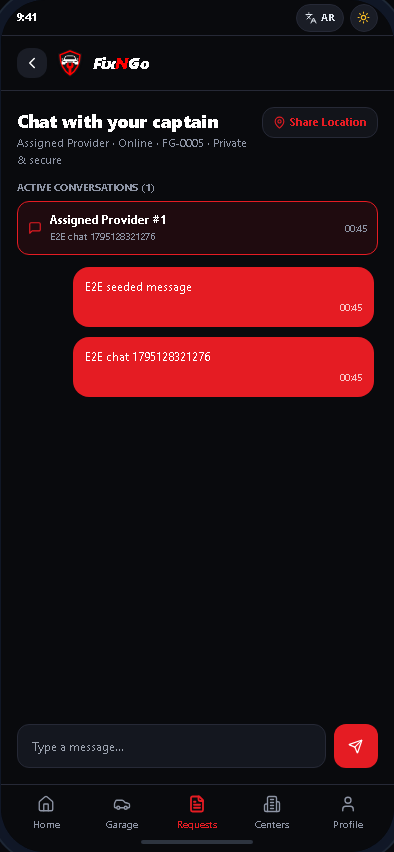 9:41
AR
FixNGo
Chat with your captain
Share Location
Assigned Provider · Online · FG-0005 · Private
& secure
ACTIVE CONVERSATIONS (1)
Assigned Provider #1
E2E chat 1795128321276
00:45
E2E seeded message
00:45
E2E chat 1795128321276
00:45
Type a message...
Home
Garage
Requests
Centers
Profile